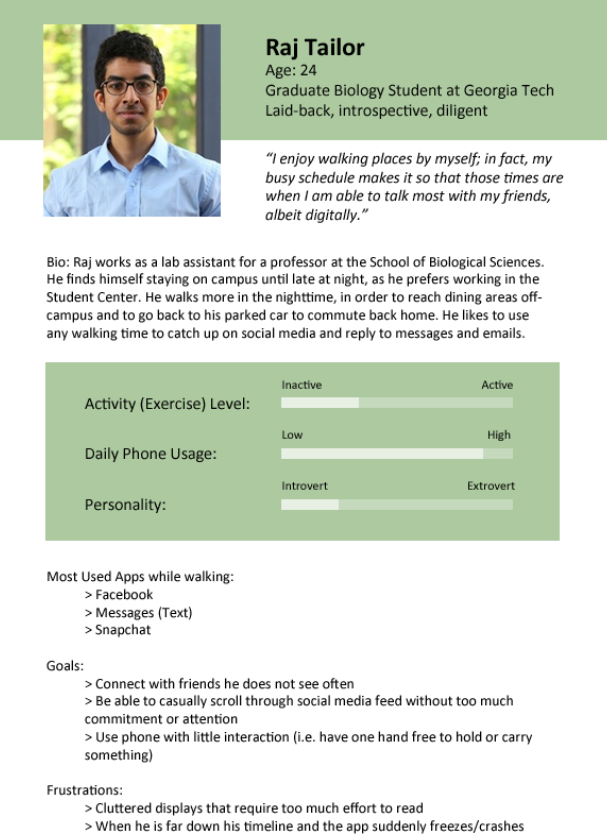 Raj Tailor
Age: 24
Graduate Biology Student at Georgia Tech
Laid-back, introspective, diligent
“I enjoy walking places by myself; in fact, my
busy schedule makes it so that those times are
when I am able to talk most with my friends,
albeit digitally.”
Bio: Raj works as a lab assistant for a professor at the School of Biological Sciences.
He finds himself staying on campus until late at night, as he prefers working in the
Student Center. He walks more in the nighttime, in order to reach dining areas off-
campus and to go back to his parked car to commute back home. He likes to use
any walking time to catch up on social media and reply to messages and emails.
Inactive Active
Activity (Exercise) Level:
Low High
Daily Phone Usage:
Introvert Extrovert
Personality:
Most Used Apps while walking:
> Facebook
> Messages (Text)
> Snapchat
Goals:
> Connect with friends he does not see often
> Be able to casually scroll through social media feed without too much
commitment or attention
> Use phone with little interaction (i.e. have one hand free to hold or carry
something)
Frustrations:
> Cluttered displays that require too much effort to read
> When he is far down his timeline and the app suddenly freezes/crashes